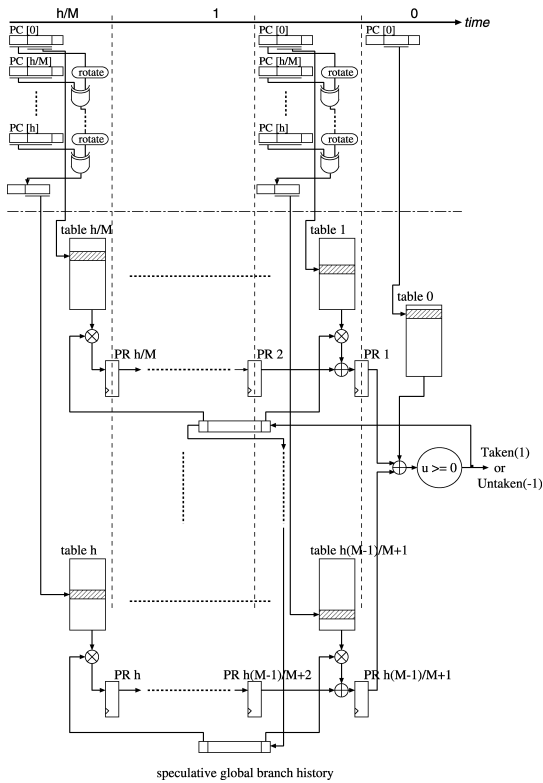 h/M 1 0
time
PC [0] PC [0] PC [0]
PC [h/M] rotate PC [h/M] rotate
PC [h] rotate PC [h] rotate
table h/M table 1
table 0
PR h/M PR 2 PR 1
u >= 0
Taken(1)
or
Untaken(-1)
table h table h(M-1)/M+1
PR h PR h(M-1)/M+2 PR h(M-1)/M+1
speculative global branch history